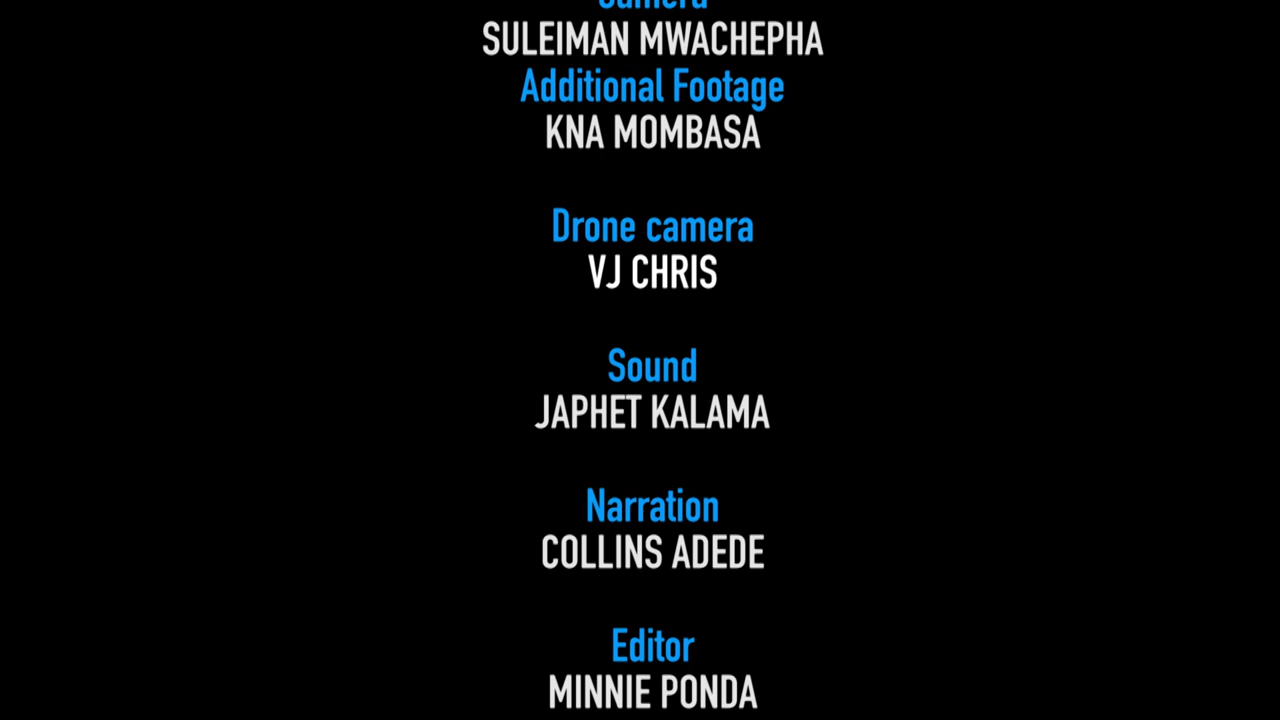 Camera
SULEIMAN MWACHEPHA
Additional Footage
KNA MOMBASA
Drone camera
VJ CHRIS
Sound
JAPHET KALAMA
Narration
COLLINS ADEDE
Editor
MINNIE PONDA